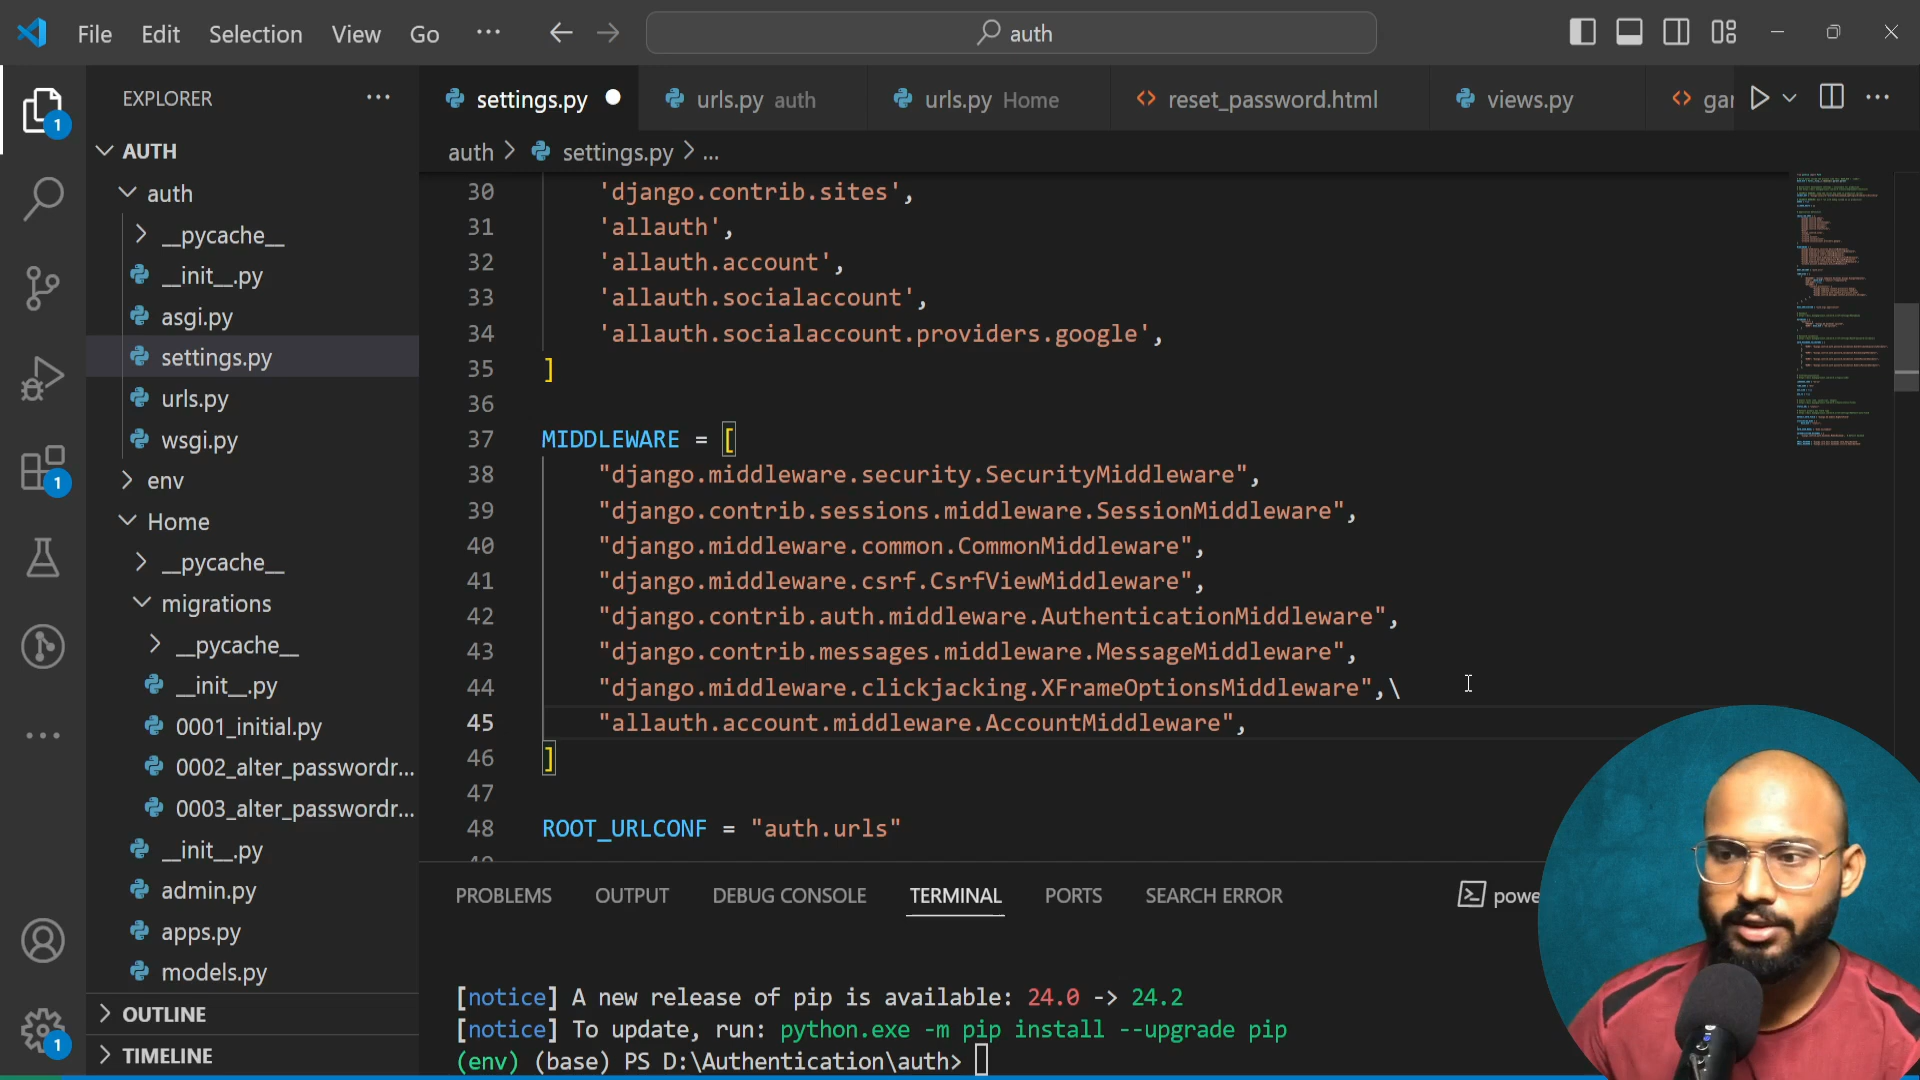 File Edit Selection View Go ··· auth
EXPLORER ···
settings.py urls.py auth urls.py Home reset_password.html views.py gar ···
AUTH
auth > settings.py > ...
auth
__pycache__
__init__.py
asgi.py
settings.py
urls.py
wsgi.py
env
Home
__pycache__
migrations
__pycache__
__init__.py
0001_initial.py
0002_alter_passwordr...
0003_alter_passwordr...
__init__.py
admin.py
apps.py
models.py
OUTLINE
TIMELINE
1
1
1
30 'django.contrib.sites',
31 'allauth',
32 'allauth.account',
33 'allauth.socialaccount',
34 'allauth.socialaccount.providers.google',
35 ]
36
37 MIDDLEWARE = [
38 "django.middleware.security.SecurityMiddleware",
39 "django.contrib.sessions.middleware.SessionMiddleware",
40 "django.middleware.common.CommonMiddleware",
41 "django.middleware.csrf.CsrfViewMiddleware",
42 "django.contrib.auth.middleware.AuthenticationMiddleware",
43 "django.contrib.messages.middleware.MessageMiddleware",
44 "django.middleware.clickjacking.XFrameOptionsMiddleware",\
45 "allauth.account.middleware.AccountMiddleware",
46 ]
47
48 ROOT_URLCONF = "auth.urls"
PROBLEMS OUTPUT DEBUG CONSOLE TERMINAL PORTS SEARCH ERROR powe
[notice] A new release of pip is available: 24.0 -> 24.2
[notice] To update, run: python.exe -m pip install --upgrade pip
(env) (base) PS D:\Authentication\auth>